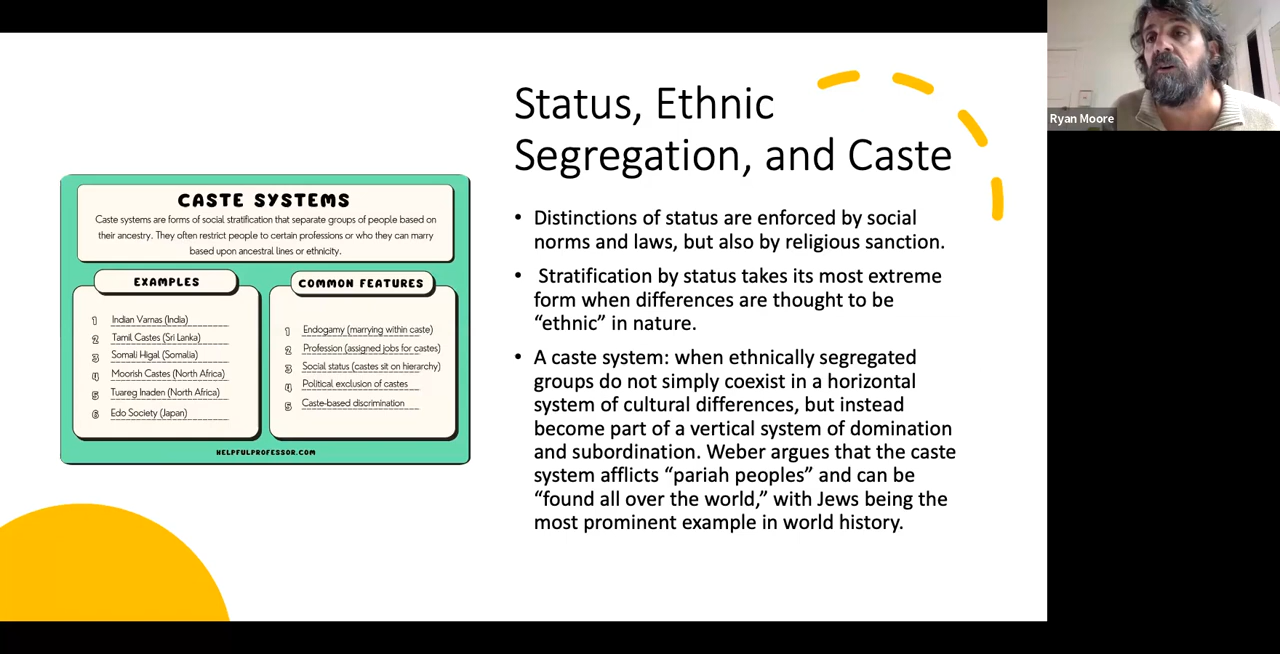 Status, Ethnic
Segregation, and Caste
CASTE SYSTEMS
Caste systems are forms of social stratification that separate groups of people based on
their ancestry. They often restrict people to certain professions or who they can marry
based upon ancestral lines or ethnicity.
EXAMPLES
1 Indian Varnas (India)
2 Tamil Castes (Sri Lanka)
3 Somali Higal (Somalia)
4 Moorish Castes (North Africa)
5 Tuareg Inaden (North Africa)
6 Edo Society (Japan)
COMMON FEATURES
1 Endogamy (marrying within caste)
2 Profession (assigned jobs for castes)
3 Social status (castes sit on hierarchy)
4 Political exclusion of castes
5 Caste-based discrimination
HELPFULPROFESSOR.COM
• Distinctions of status are enforced by social
norms and laws, but also by religious sanction.
• Stratification by status takes its most extreme
form when differences are thought to be
“ethnic” in nature.
• A caste system: when ethnically segregated
groups do not simply coexist in a horizontal
system of cultural differences, but instead
become part of a vertical system of domination
and subordination. Weber argues that the caste
system afflicts “pariah peoples” and can be
“found all over the world,” with Jews being the
most prominent example in world history.
Ryan Moore